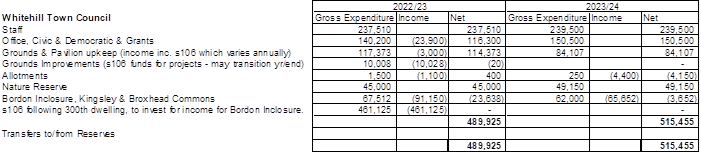 2022/23 2023/24
Whitehill Town Council Gross Expenditure Income Net Gross Expenditure Income Net
Staff 237,510 237,510 239,500 239,500
Office, Civic & Democratic & Grants 140,200 (23,900) 116,300 150,500 150,500
Grounds & Pavilion upkeep (income inc. s106 which varies annually) 117,373 (3,000) 114,373 84,107 84,107
Grounds Improvements (s106 funds for projects - may transition yr/end) 10,008 (10,028) (20) -
Allotments 1,500 (1,100) 400 250 (4,400) (4,150)
Nature Reserve 45,000 45,000 49,150 49,150
Bordon Inclosure, Kingsley & Broxhead Commons 67,512 (91,150) (23,638) 62,000 (65,652) (3,652)
s106 following 300th dwelling, to invest for income for Bordon Inclosure. 461,125 (461,125) - -
489,925 515,455
Transfers to/from Reserves
489,925 515,455